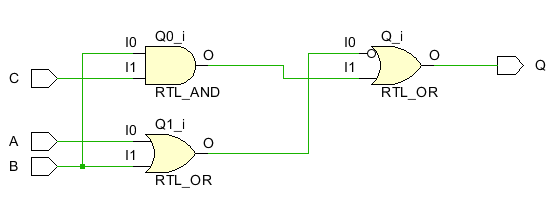 Q0_i
I0
I1
O
RTL_AND
Q_i
I0
I1
O
RTL_OR
Q
C
A
B
Q1_i
I0
I1
O
RTL_OR